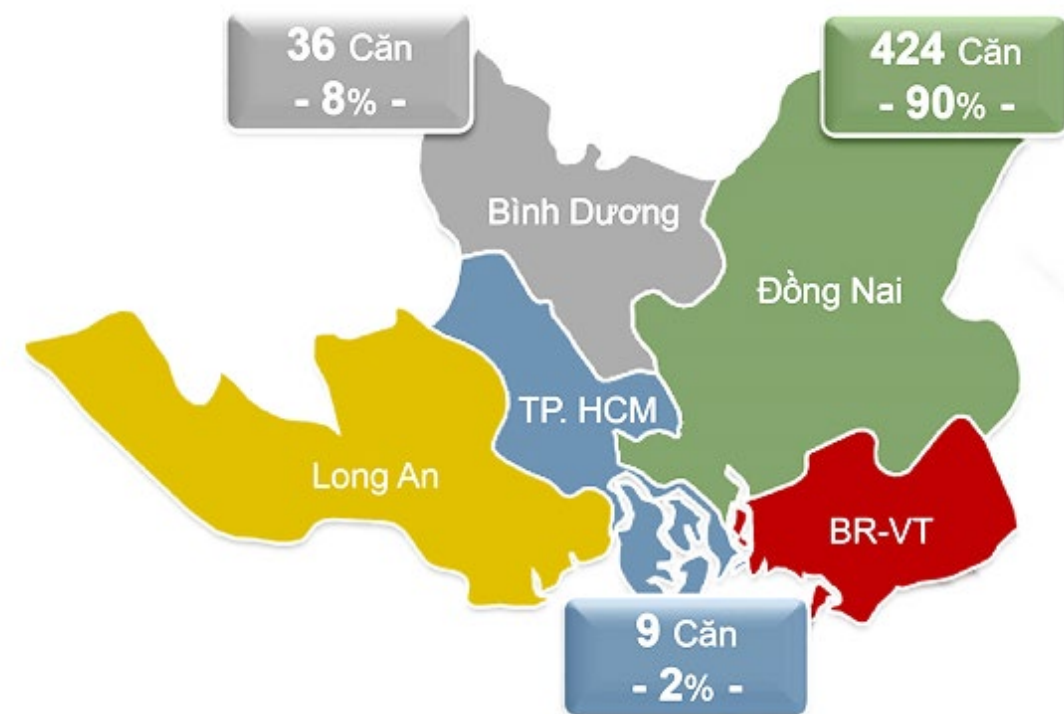 36 Căn
- 8% -
424 Căn
- 90% -
Bình Dương
Đồng Nai
TP. HCM
Long An
BR-VT
9 Căn
- 2% -